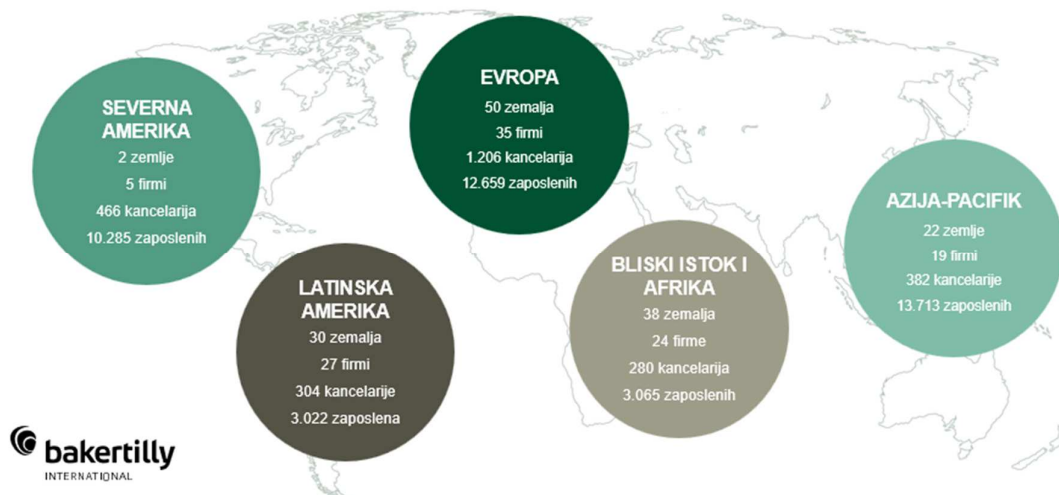 SEVERNA
AMERIKA
2 zemlje
5 firmi
466 kancelarija
10.285 zaposlenih
EVROPA
50 zemalja
35 firmi
1.206 kancelarija
12.659 zaposlenih
AZIJA-PACIFIK
22 zemlje
19 firmi
382 kancelarije
13.713 zaposlenih
LATINSKA
AMERIKA
30 zemalja
27 firmi
304 kancelarije
3.022 zaposlena
BLISKI ISTOK I
AFRIKA
38 zemalja
24 firme
280 kancelarija
3.065 zaposlenih
bakertilly
INTERNATIONAL